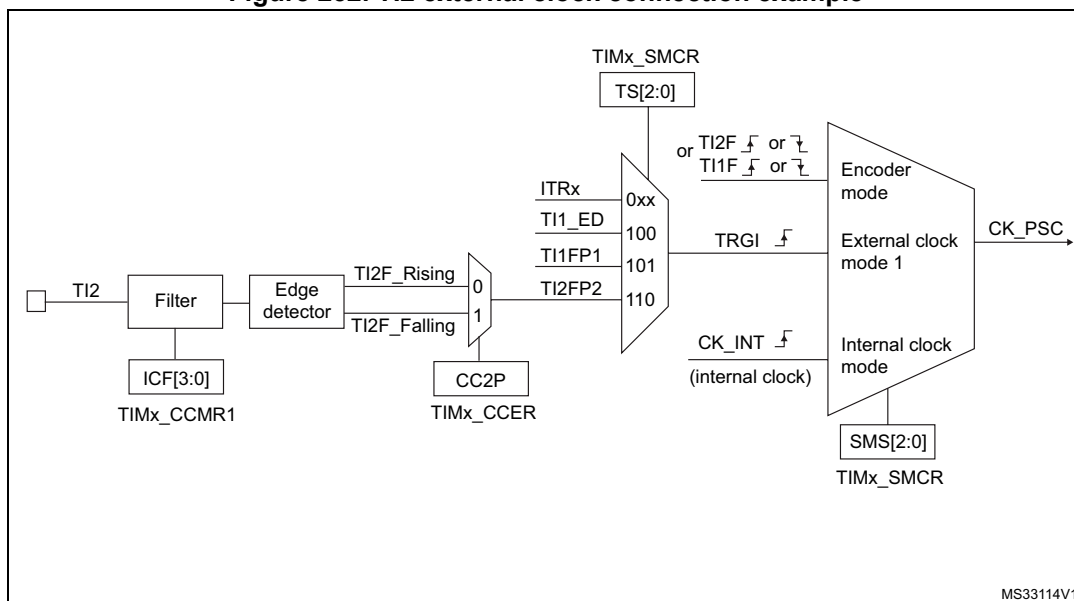 Figure TI2 external clock connection example
TIMx_SMCR
TS[2:0]
or TI2F or
TI1F or
Encoder
mode
ITRx
0xx
TI1_ED
100
TRGI
External clock
mode 1
CK_PSC
TI1FP1
101
TI2F_Rising
TI2FP2
110
TI2
Filter
Edge
detector
0
1
TI2F_Falling
CK_INT
(internal clock)
Internal clock
mode
ICF[3:0]
TIMx_CCMR1
CC2P
TIMx_CCER
SMS[2:0]
TIMx_SMCR
MS33114V1